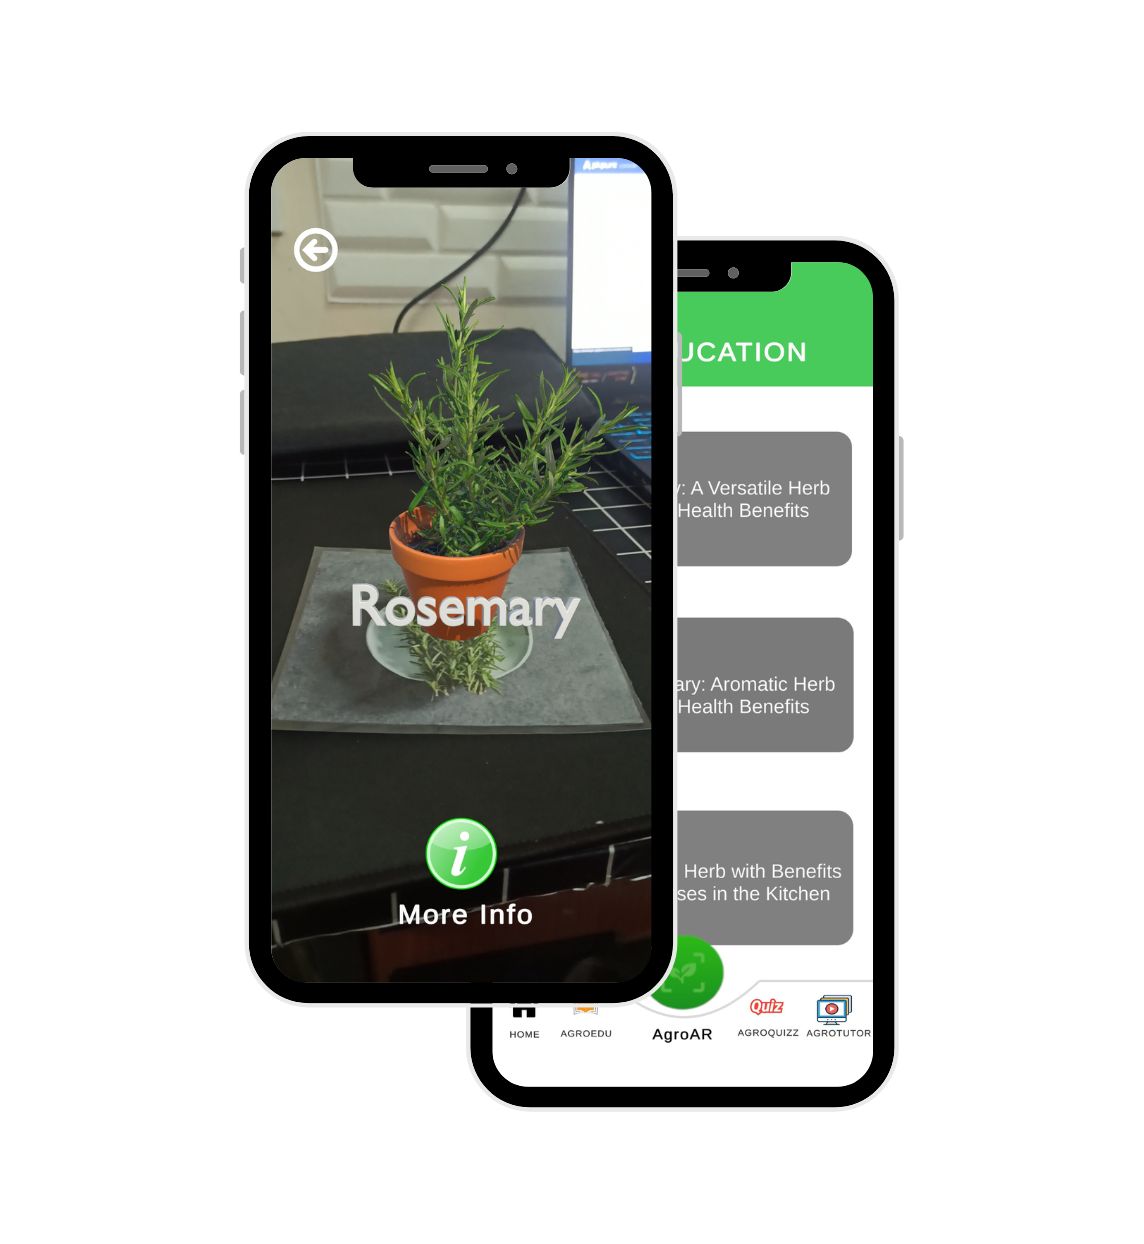 Rosemary
More Info
UCATION
y: A Versatile Herb
Health Benefits
ary: Aromatic Herb
Health Benefits
Herb with Benefits
ses in the Kitchen
HOME
AGROEDU
AgroAR
Quiz
AGROQUIZZ
AGROTUTOR